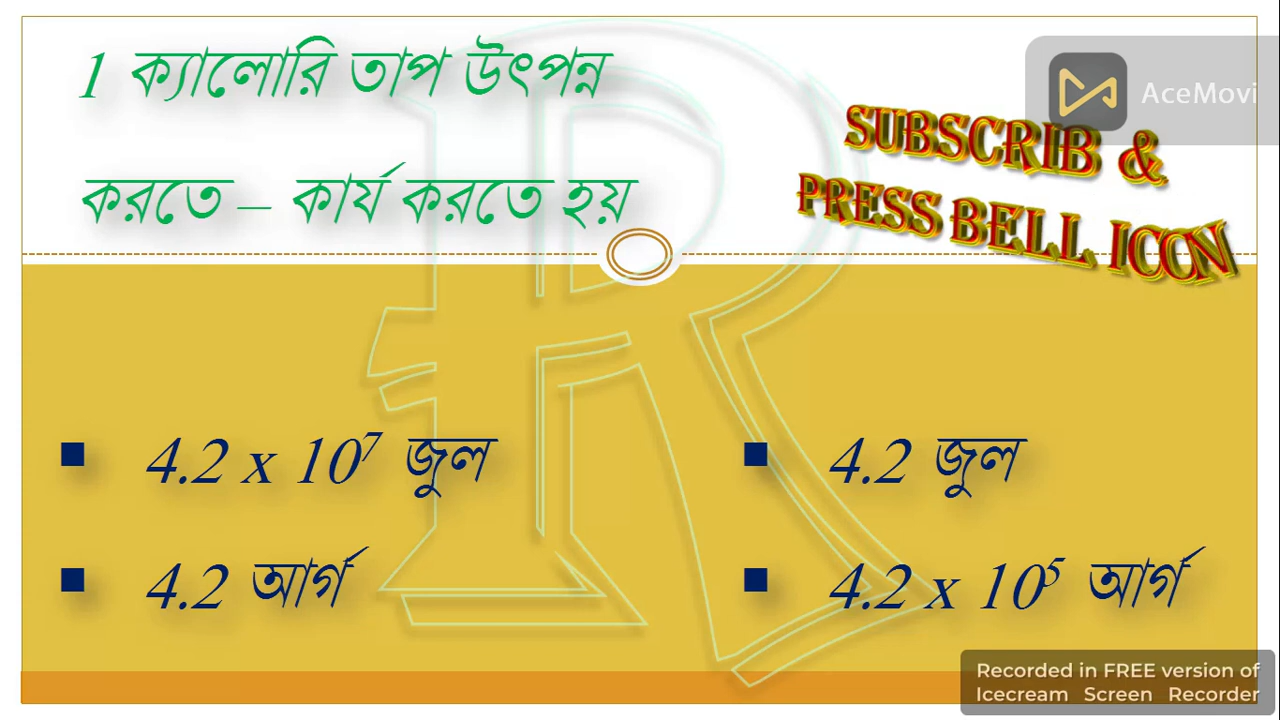 1 ক্যালোরি তাপ উৎপন্ন
করতে – কার্য করতে হয়
AceMovi
SUBSCRIB &
PRESS BELL ICON
4.2 x 10⁷ জুল
4.2 জুল
4.2 আর্গ
4.2 x 10⁵ আর্গ
Recorded in FREE version of
Icecream Screen Recorder